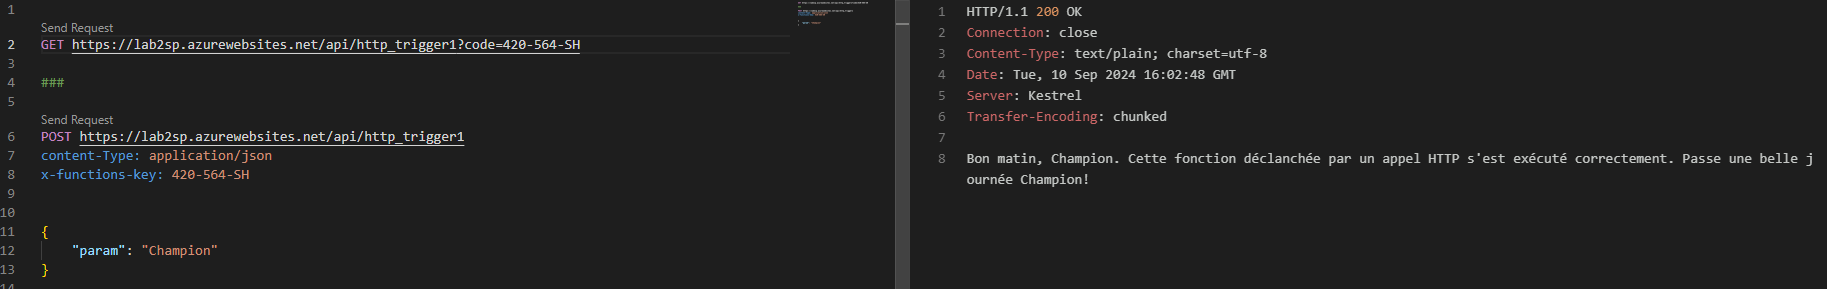 1
Send Request
2 GET https://lab2sp.azurewebsites.net/api/http_trigger1?code=420-564-SH
3
4 ###
5
Send Request
6 POST https://lab2sp.azurewebsites.net/api/http_trigger1
7 content-Type: application/json
8 x-functions-key: 420-564-SH
9
10
11 {
12 "param": "Champion"
13 }
14
1 HTTP/1.1 200 OK
2 Connection: close
3 Content-Type: text/plain; charset=utf-8
4 Date: Tue, 10 Sep 2024 16:02:48 GMT
5 Server: Kestrel
6 Transfer-Encoding: chunked
7
8 Bon matin, Champion. Cette fonction déclanchée par un appel HTTP s'est exécuté correctement. Passe une belle j
ournée Champion!